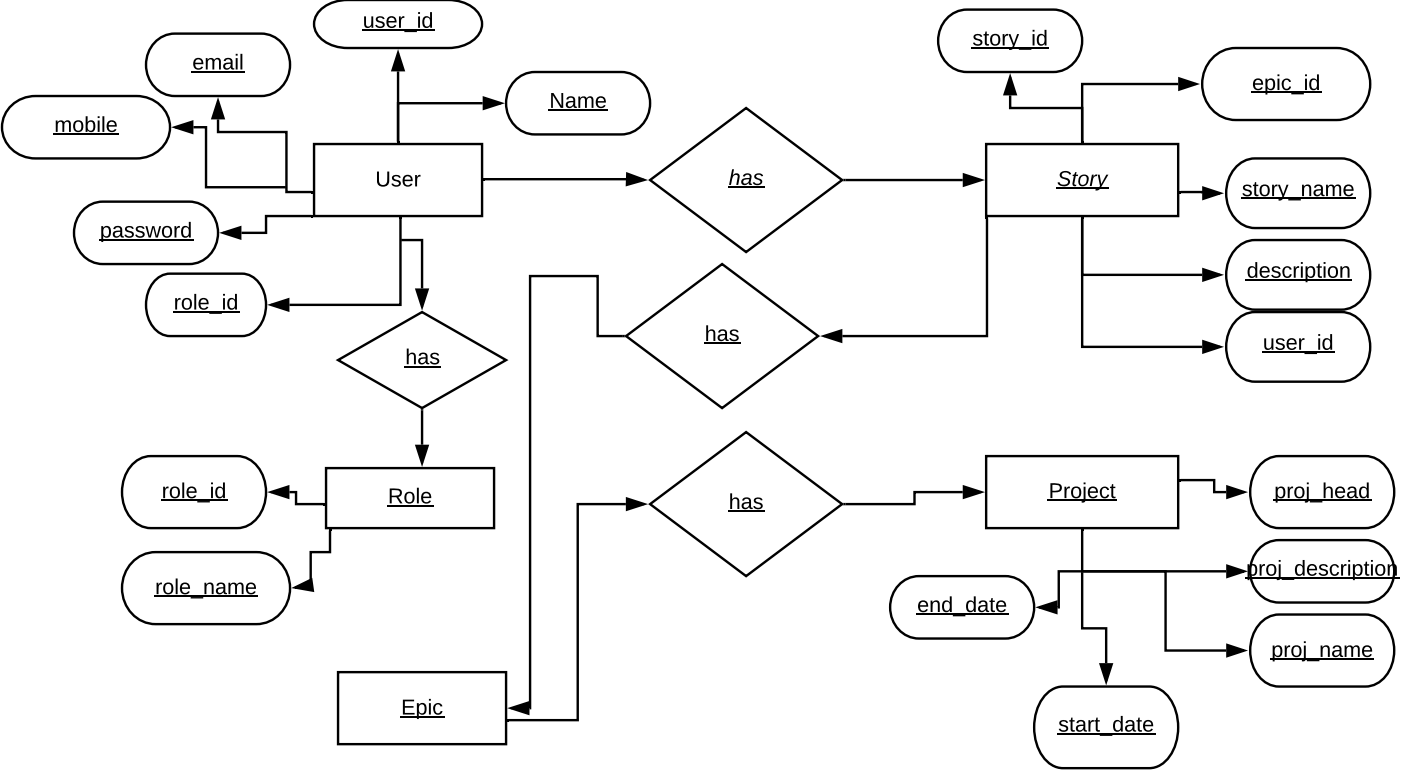 user_id
story_id
email
epic_id
Name
mobile
User
has
Story
story_name
password
description
role_id
has
user_id
has
role_id
Role
has
Project
proj_head
proj_description
role_name
end_date
proj_name
Epic
start_date